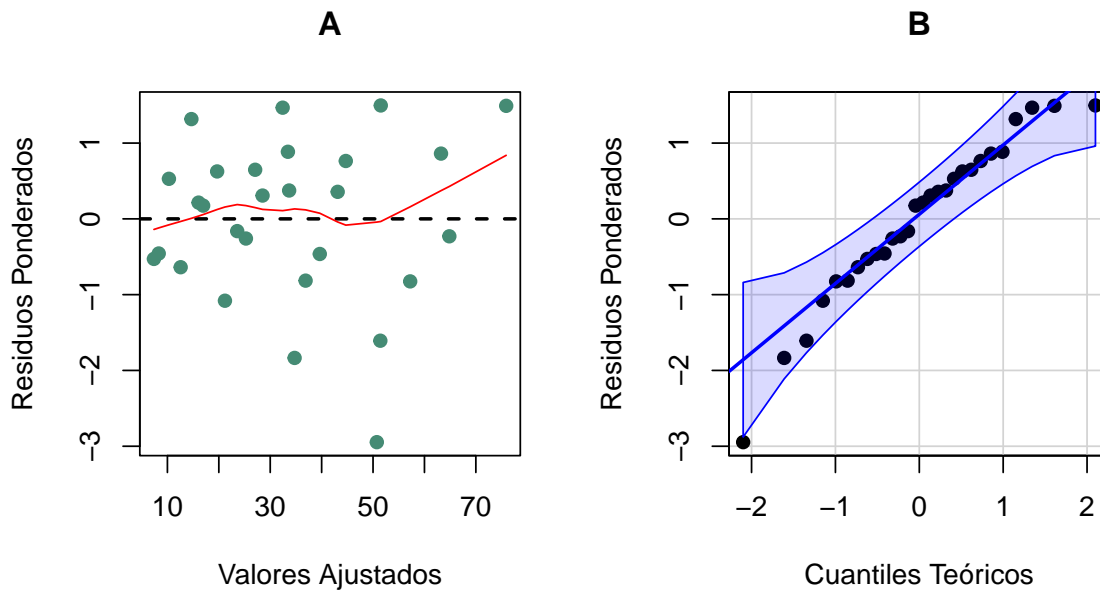 A
Residuos Ponderados
1
0
−1
−2
−3
10 30 50 70
Valores Ajustados
B
Residuos Ponderados
1
0
−1
−2
−3
−2 −1 0 1 2
Cuantiles Teóricos